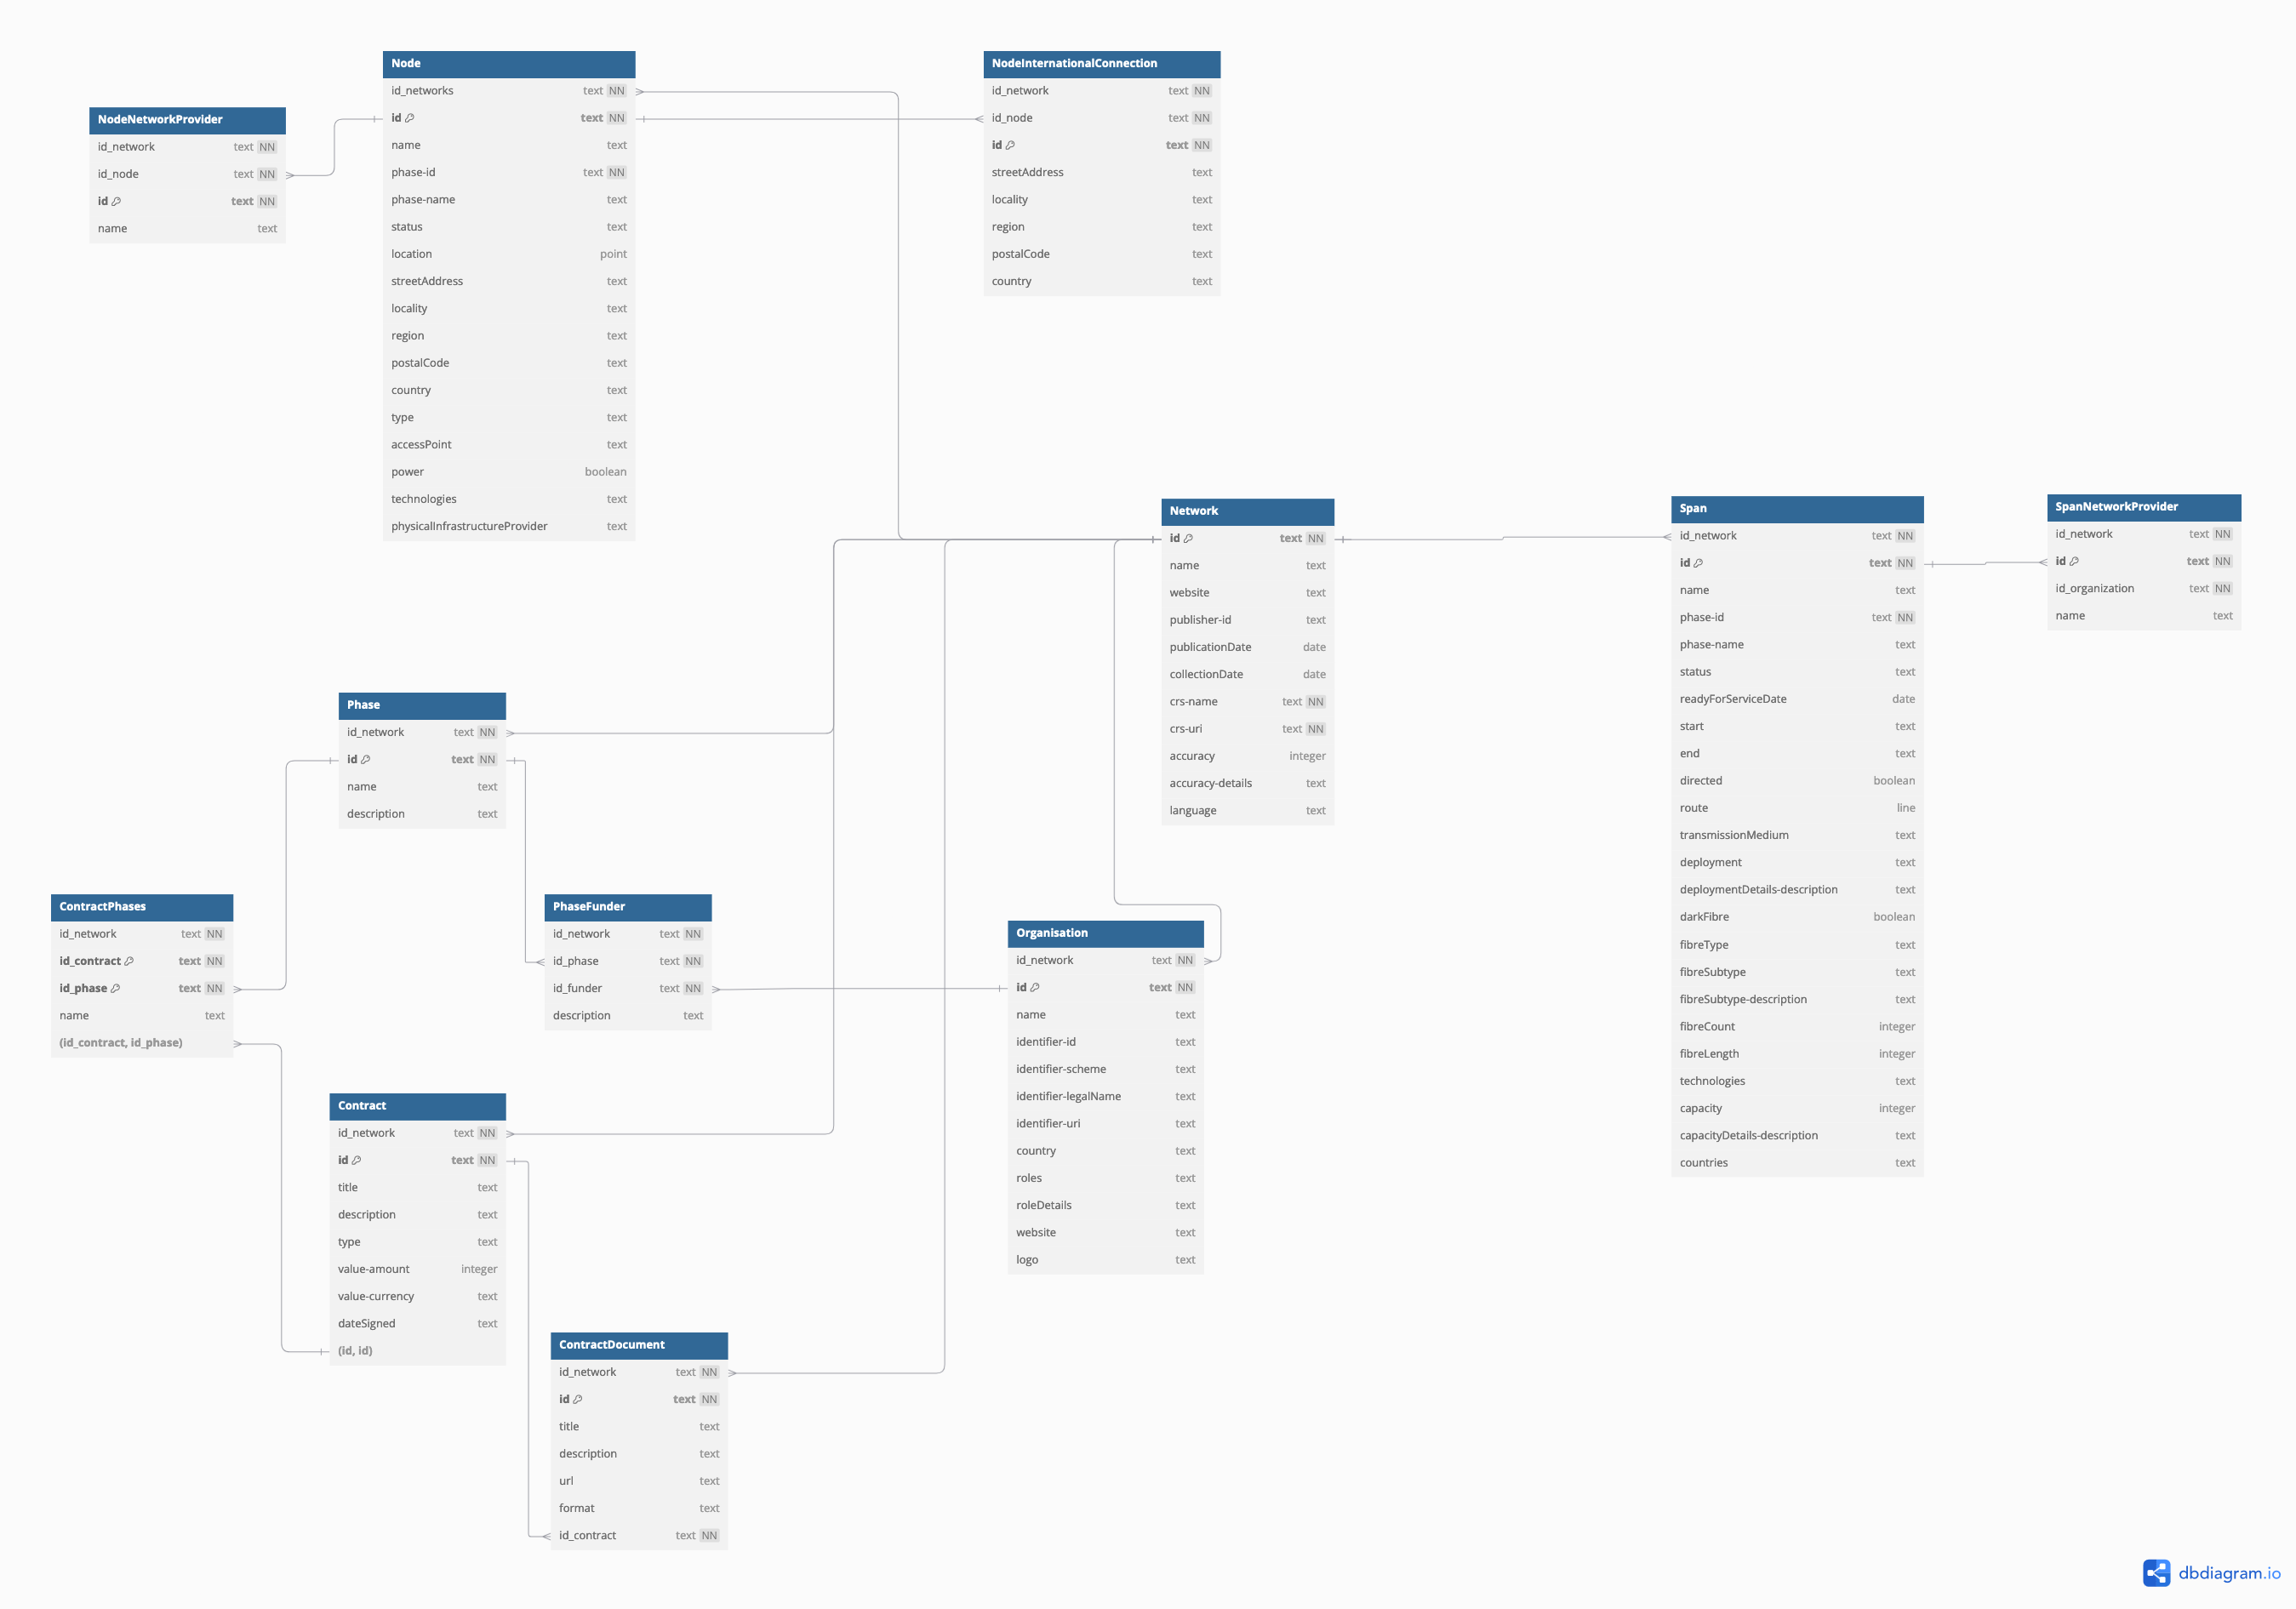 Node
id_networks text NN
id text NN
name text
phase-id text NN
phase-name text
status text
location point
streetAddress text
locality text
region text
postalCode text
country text
type text
accessPoint text
power boolean
technologies text
physicalInfrastructureProvider text
NodeInternationalConnection
id_network text NN
id_node text NN
id text NN
streetAddress text
locality text
region text
postalCode text
country text
NodeNetworkProvider
id_network text NN
id_node text NN
id text NN
name text
Network
id text NN
name text
website text
publisher-id text
publicationDate date
collectionDate date
crs-name text NN
crs-uri text NN
accuracy integer
accuracy-details text
language text
Span
id_network text NN
id text NN
name text
phase-id text NN
phase-name text
status text
readyForServiceDate date
start text
end text
directed boolean
route line
transmissionMedium text
deployment text
deploymentDetails-description text
darkFibre boolean
fibreType text
fibreSubtype text
fibreSubtype-description text
fibreCount integer
fibreLength integer
technologies text
capacity integer
capacityDetails-description text
countries text
SpanNetworkProvider
id_network text NN
id text NN
id_organization text NN
name text
Phase
id_network text NN
id text NN
name text
description text
ContractPhases
id_network text NN
id_contract text NN
id_phase text NN
name text
(id_contract, id_phase)
PhaseFunder
id_network text NN
id_phase text NN
id_funder text NN
description text
Organisation
id_network text NN
id text NN
name text
identifier-id text
identifier-scheme text
identifier-legalName text
identifier-uri text
country text
roles text
roleDetails text
website text
logo text
Contract
id_network text NN
id text NN
title text
description text
type text
value-amount integer
value-currency text
dateSigned text
(id, id)
ContractDocument
id_network text NN
id text NN
title text
description text
url text
format text
id_contract text NN
dbdiagram.io